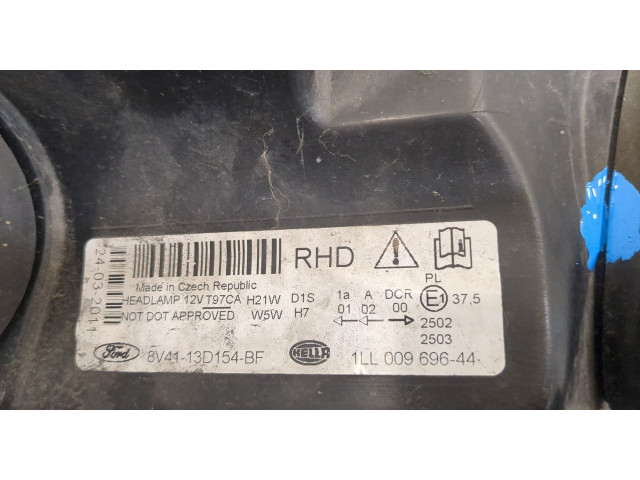 24-03-2011
RHD
Made in Czech Republic
HEADLAMP 12V T97CA H21W D1S 1a A DCR PL
NOT DOT APPROVED W5W H7 01 02 00 E1 37.5
2502
2503
Ford 8V41-13D154-BF HELLA 1LL 009 696-44